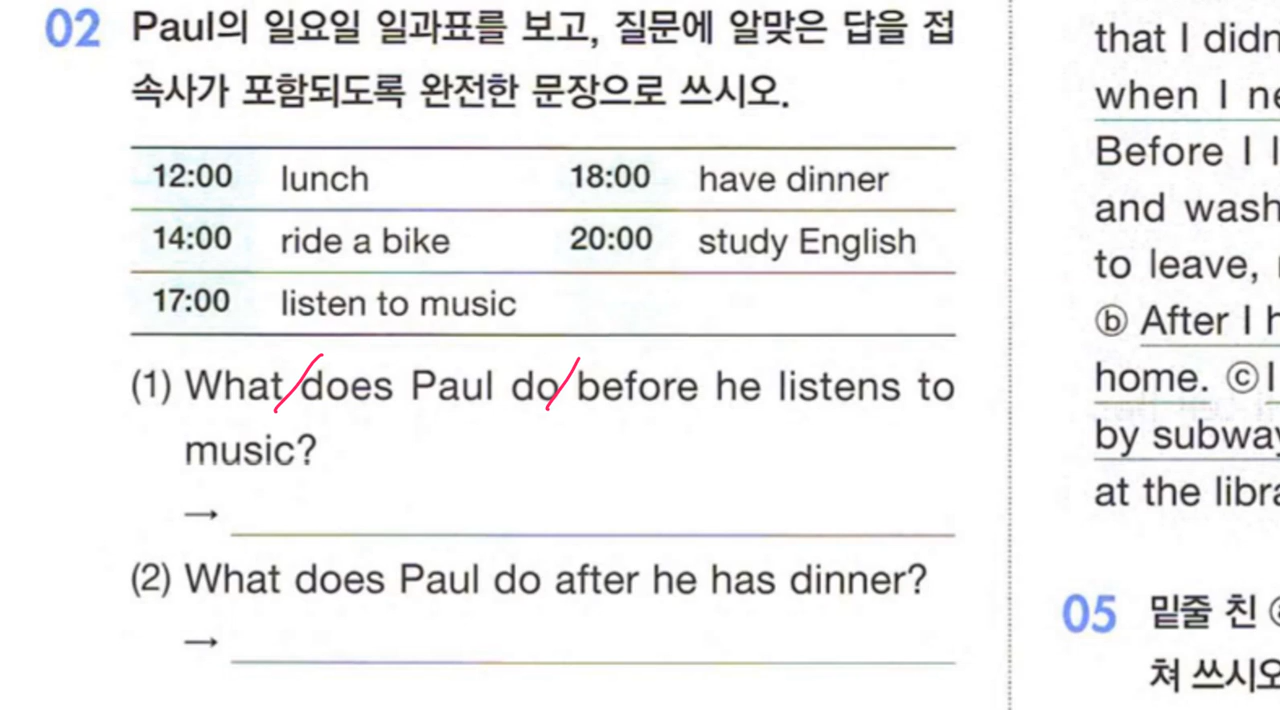 02 Paul의 일요일 일과표를 보고, 질문에 알맞은 답을 접
속사가 포함되도록 완전한 문장으로 쓰시오.
12:00 lunch 18:00 have dinner
14:00 ride a bike 20:00 study English
17:00 listen to music
(1) What does Paul do before he listens to
music?
→
(2) What does Paul do after he has dinner?
→
that I didn
when I ne
Before I l
and wash
to leave,
ⓑ After I h
home. ⓒ I
by subway
at the libra
05 밑줄 친 ⓐ
쳐 쓰시오